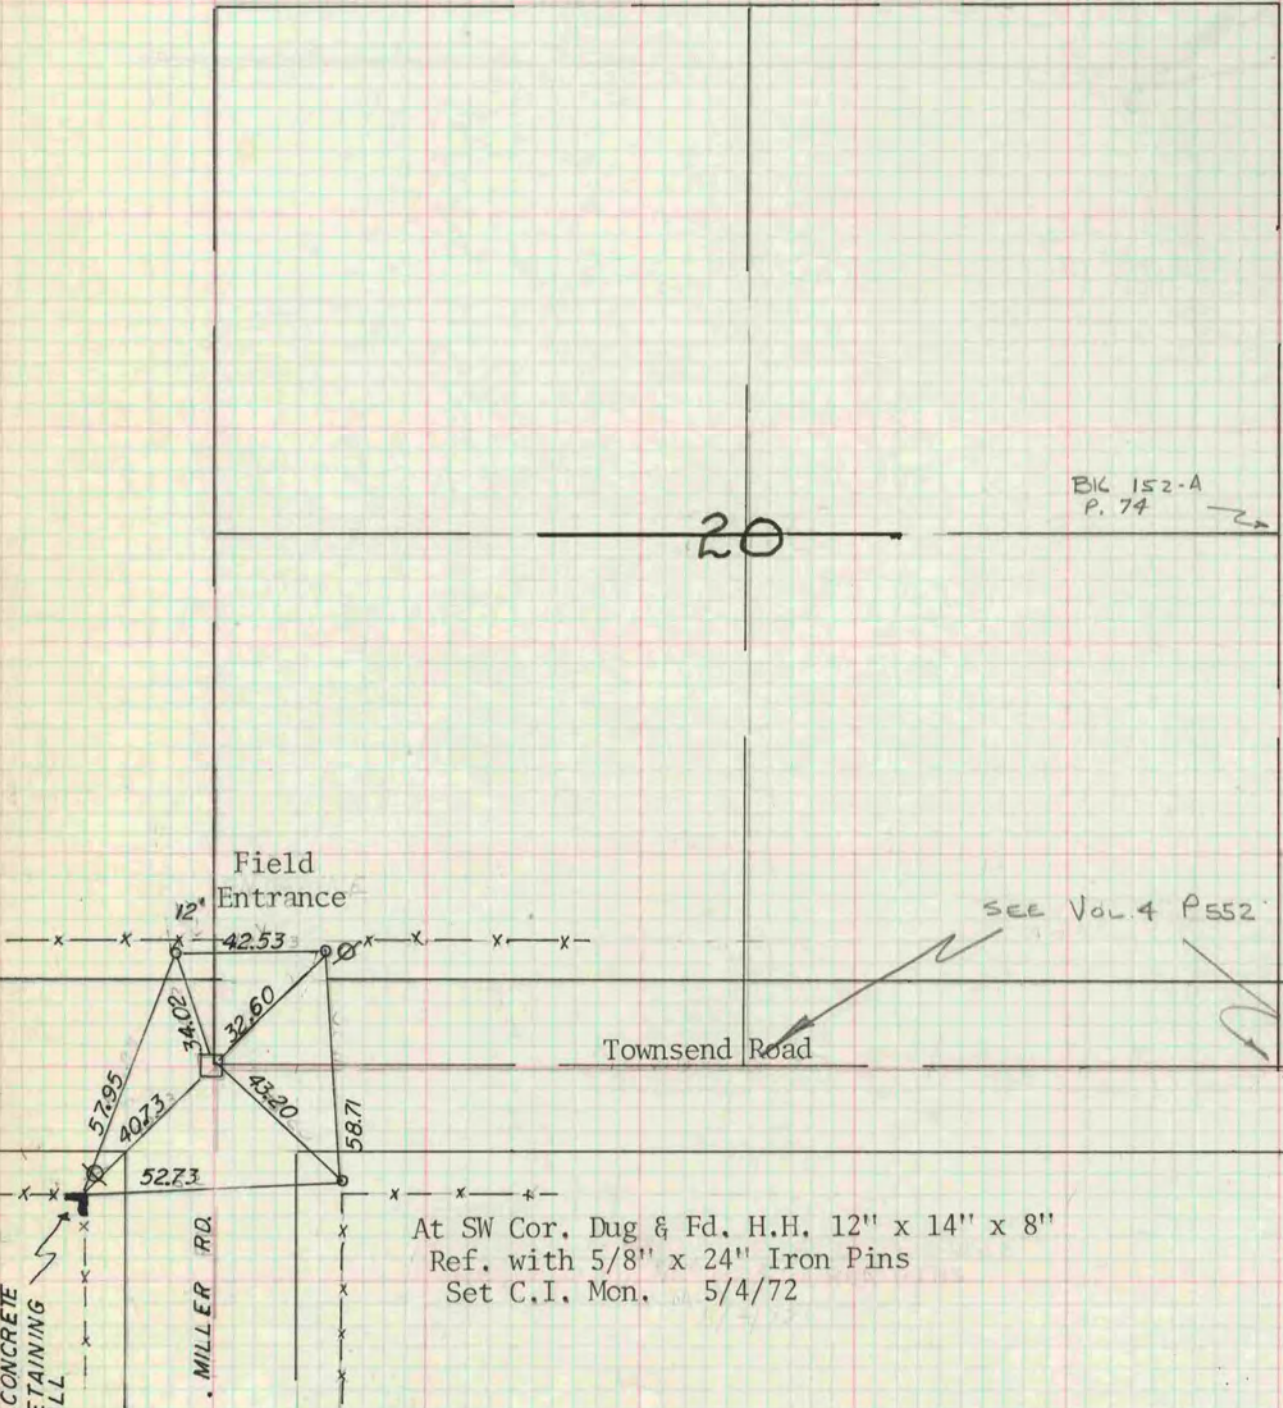 BK 152-A
P. 74
20
Field
Entrance
12"
42.53
SEE VOL. 4 P552
34.02
32.60
Townsend Road
57.95
40.73
43.20
58.71
52.73
At SW Cor. Dug & Fd. H.H. 12" x 14" x 8"
Ref. with 5/8" x 24" Iron Pins
Set C.I. Mon. 5/4/72
MILLER RD.
CONCRETE
ETAINING
LL